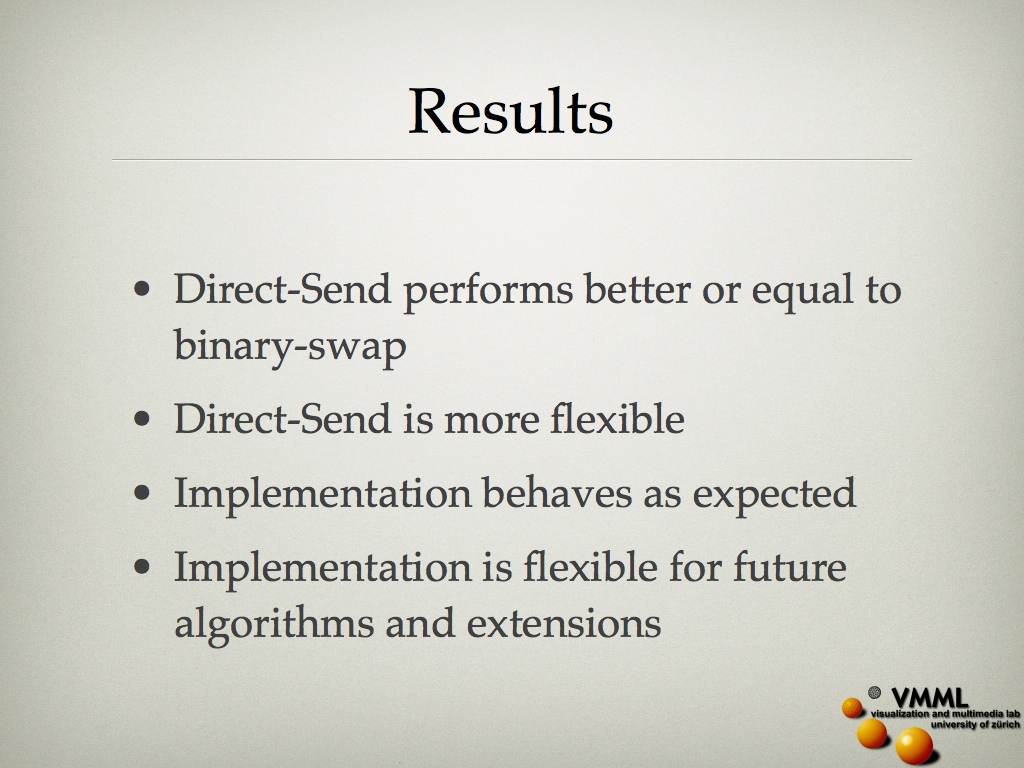 Results
• Direct-Send performs better or equal to
binary-swap
• Direct-Send is more flexible
• Implementation behaves as expected
• Implementation is flexible for future
algorithms and extensions
VMML
visualization and multimedia lab
university of zürich